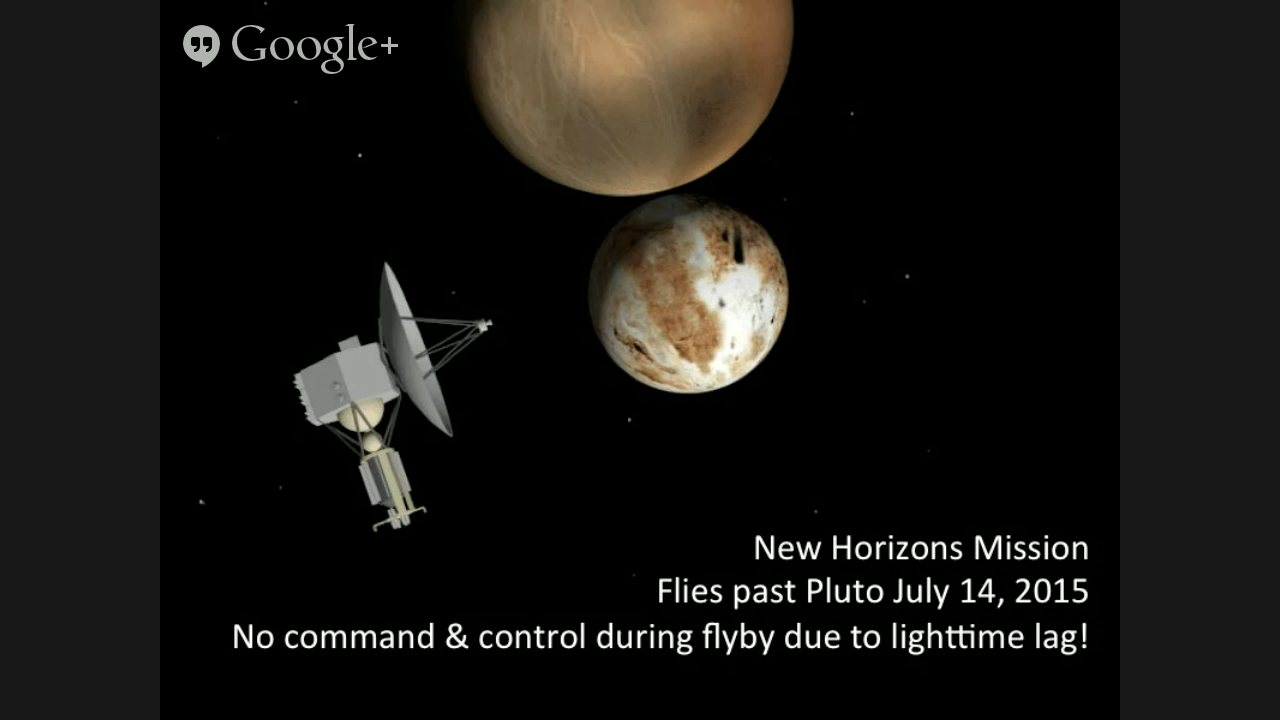 Google+
New Horizons Mission
Flies past Pluto July 14, 2015
No command & control during flyby due to lighttime lag!